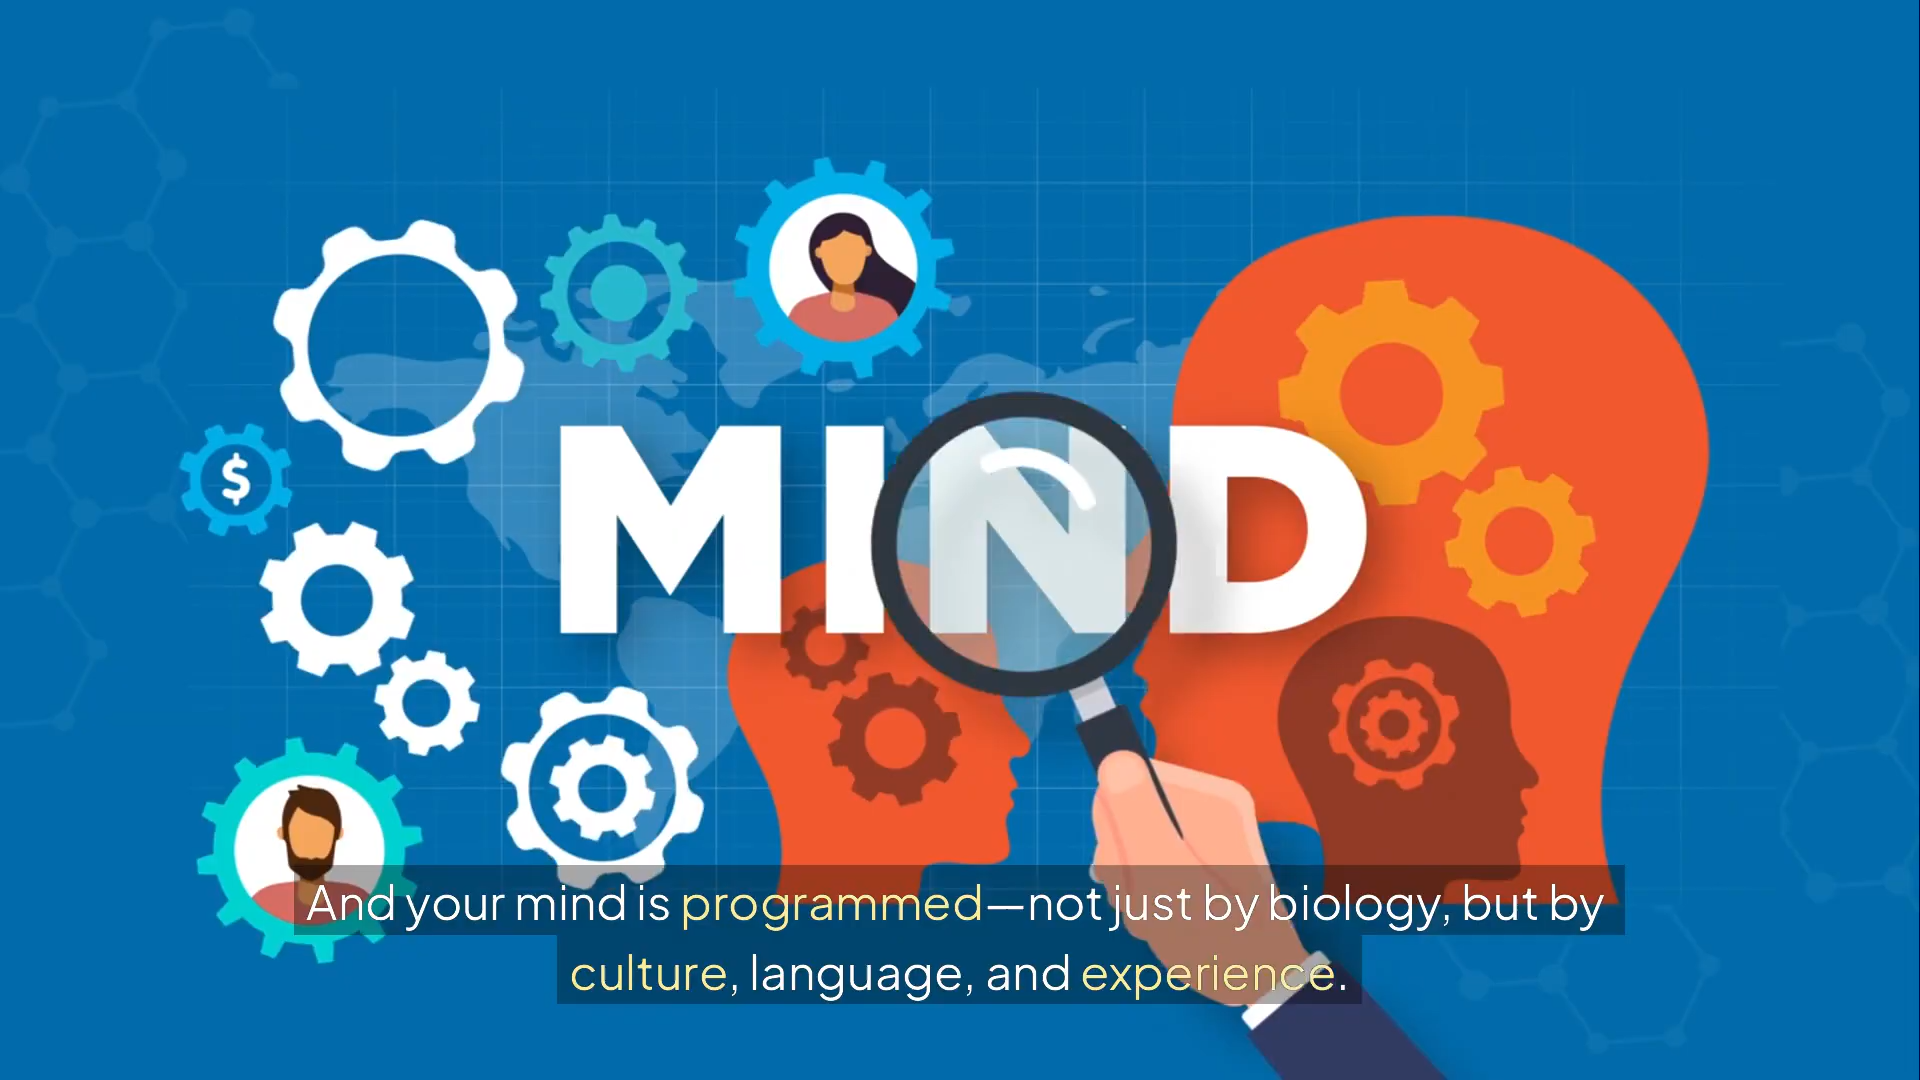 $
MIND
And your mind is programmed—not just by biology, but by
culture, language, and experience.